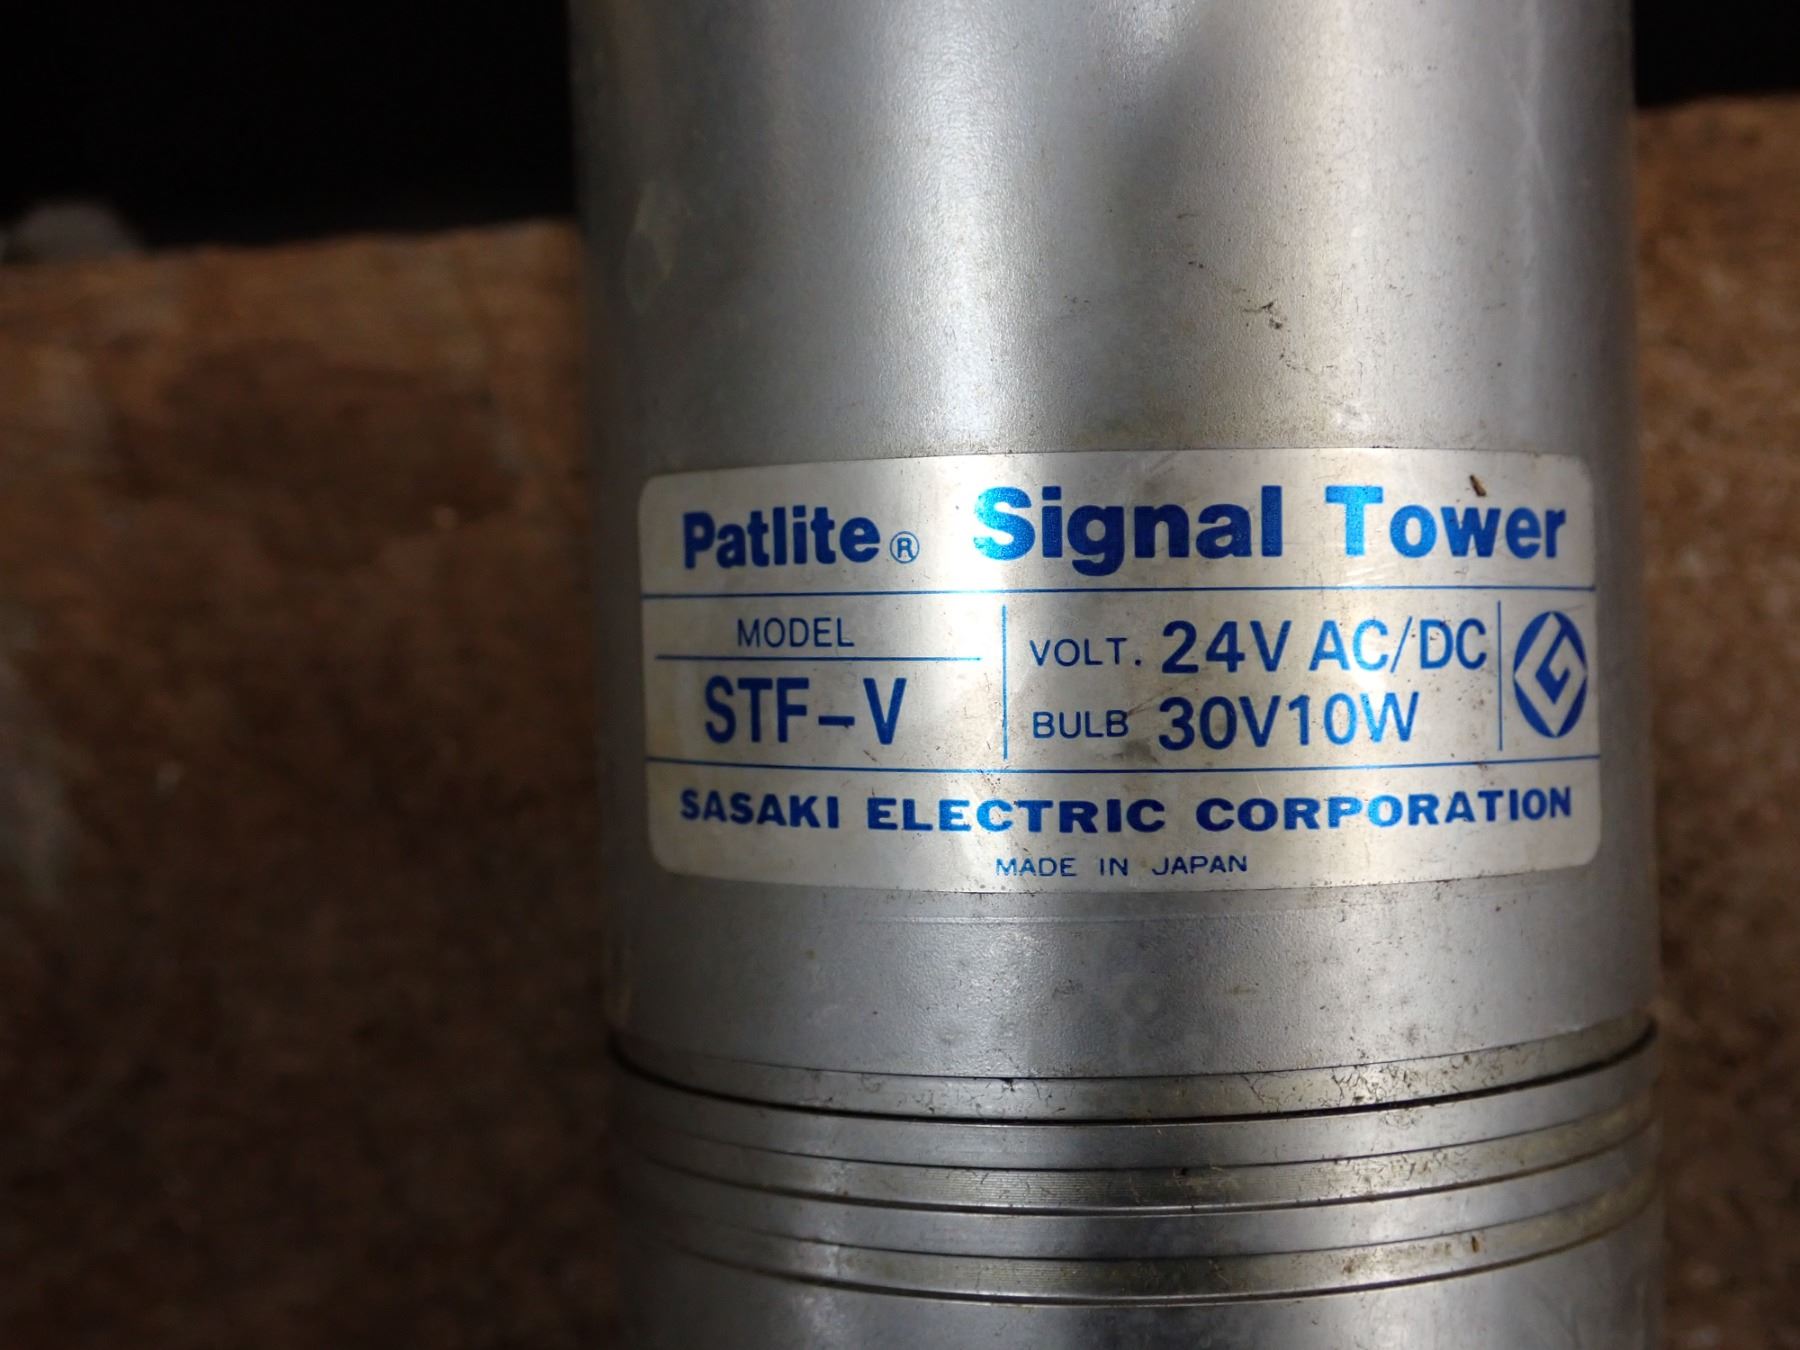 Patlite® Signal Tower
MODEL
STF-V
VOLT. 24V AC/DC
BULB 30V10W
SASAKI ELECTRIC CORPORATION
MADE IN JAPAN